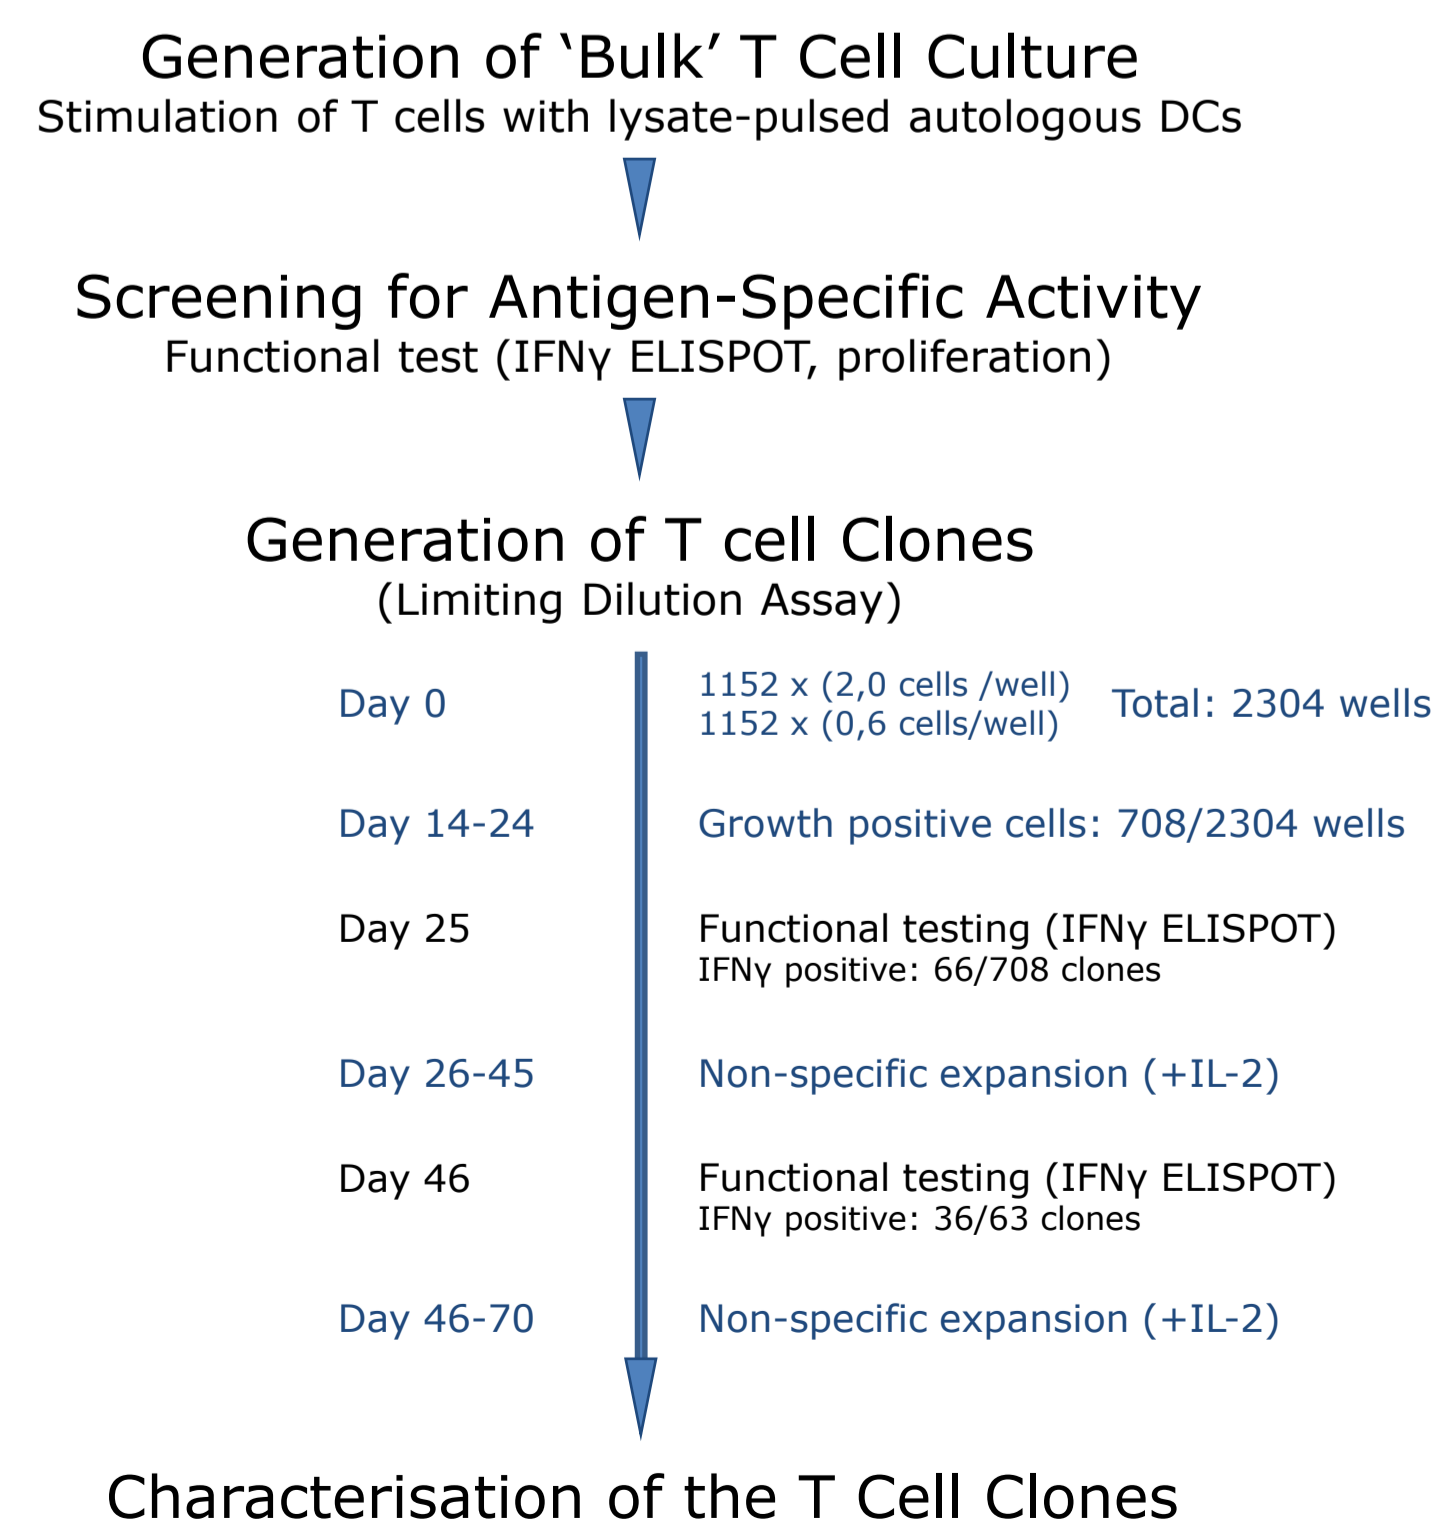 Generation of ‘Bulk’ T Cell Culture
Stimulation of T cells with lysate-pulsed autologous DCs
Screening for Antigen-Specific Activity
Functional test (IFNγ ELISPOT, proliferation)
Generation of T cell Clones
(Limiting Dilution Assay)
Day 0
1152 x (2,0 cells /well)
1152 x (0,6 cells/well)
Total: 2304 wells
Day 14-24
Growth positive cells: 708/2304 wells
Day 25
Functional testing (IFNγ ELISPOT)
IFNγ positive: 66/708 clones
Day 26-45
Non-specific expansion (+IL-2)
Day 46
Functional testing (IFNγ ELISPOT)
IFNγ positive: 36/63 clones
Day 46-70
Non-specific expansion (+IL-2)
Characterisation of the T Cell Clones